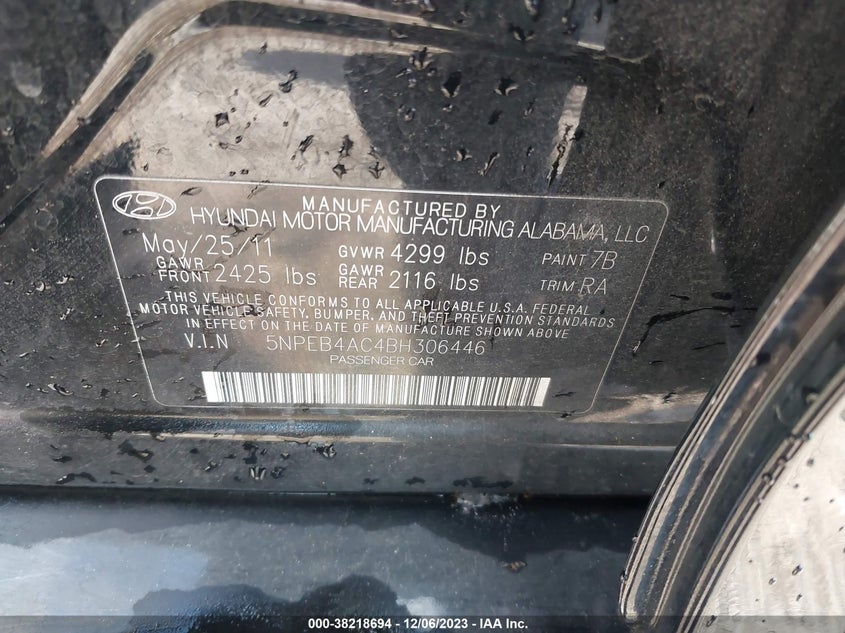 MANUFACTURED BY
HYUNDAI MOTOR MANUFACTURING ALABAMA, LLC
May/25/11 GVWR 4299 lbs PAINT 7B
GAWR FRONT 2425 lbs GAWR REAR 2116 lbs TRIM RA
THIS VEHICLE CONFORMS TO ALL APPLICABLE U.S.A. FEDERAL
MOTOR VEHICLE SAFETY, BUMPER, AND THEFT PREVENTION STANDARDS
IN EFFECT ON THE DATE OF MANUFACTURE SHOWN ABOVE
V.I.N 5NPEB4AC4BH306446
PASSENGER CAR
000-38218694 - 12/06/2023 - IAA Inc.